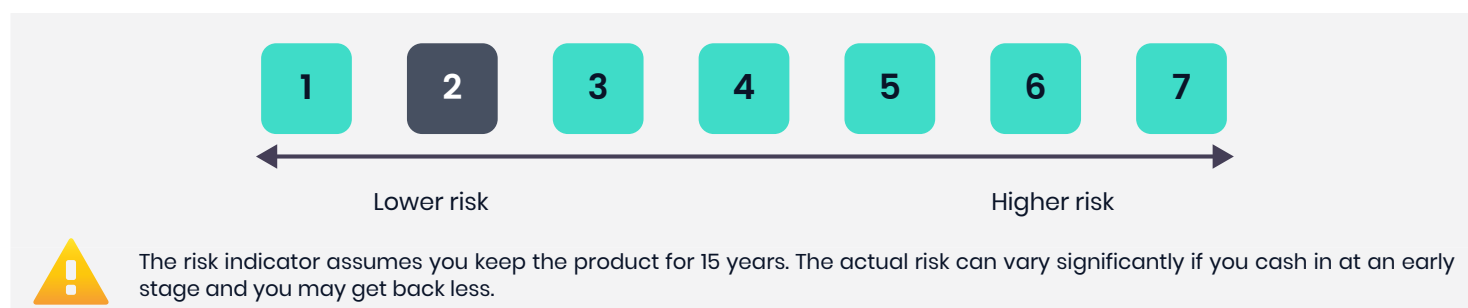 1 2 3 4 5 6 7
Lower risk Higher risk
The risk indicator assumes you keep the product for 15 years. The actual risk can vary significantly if you cash in at an early
stage and you may get back less.